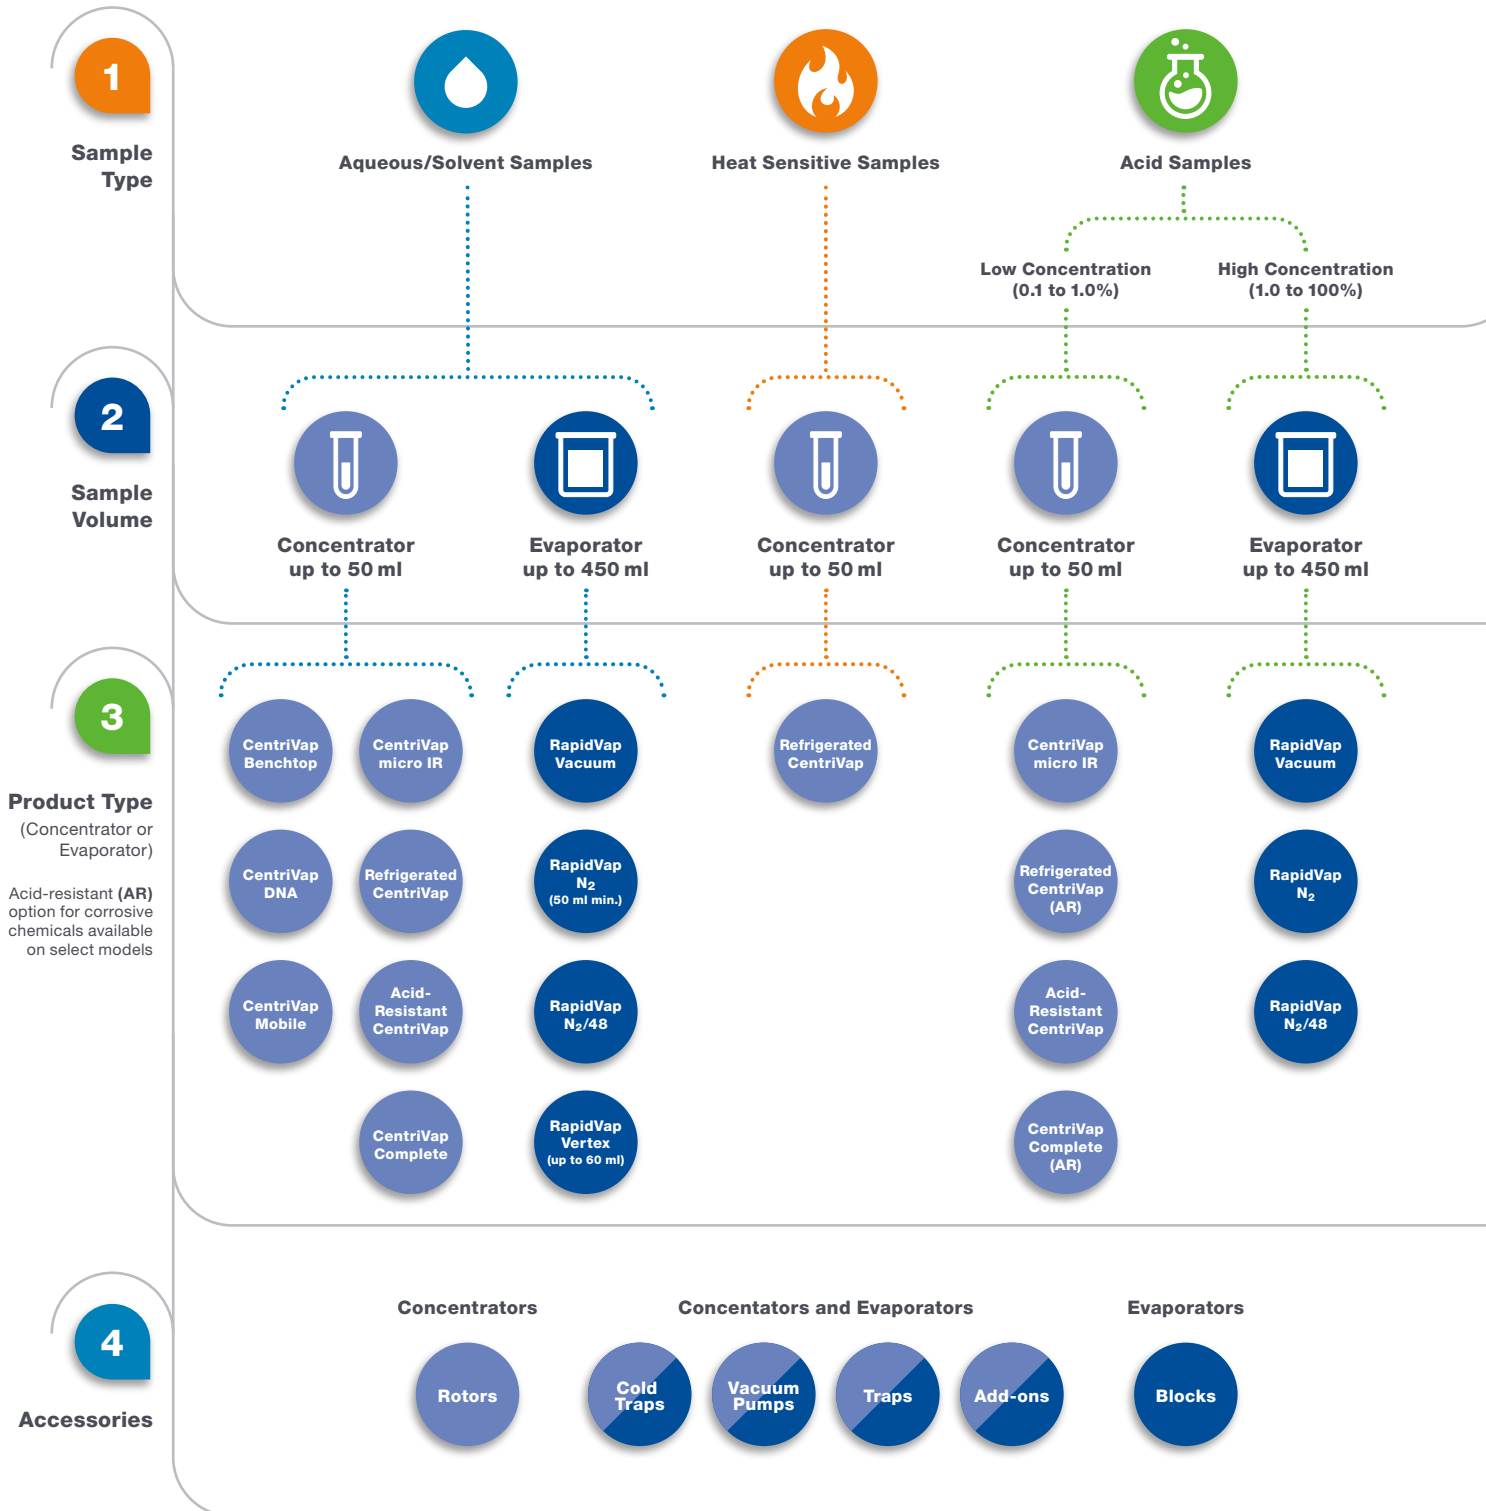 1
Sample
Type
Aqueous/Solvent Samples
Heat Sensitive Samples
Acid Samples
Low Concentration
(0.1 to 1.0%)
High Concentration
(1.0 to 100%)
2
Sample
Volume
Concentrator
up to 50 ml
Evaporator
up to 450 ml
Concentrator
up to 50 ml
Concentrator
up to 50 ml
Evaporator
up to 450 ml
3
Product Type
(Concentrator or
Evaporator)
Acid-resistant (AR)
option for corrosive
chemicals available
on select models
CentriVap
Benchtop
CentriVap
micro IR
RapidVap
Vacuum
Refrigerated
CentriVap
CentriVap
micro IR
RapidVap
Vacuum
CentriVap
DNA
Refrigerated
CentriVap
RapidVap
N2
(50 ml min.)
Refrigerated
CentriVap
(AR)
RapidVap
N2
CentriVap
Mobile
Acid-
Resistant
CentriVap
RapidVap
N2/48
Acid-
Resistant
CentriVap
RapidVap
N2/48
CentriVap
Complete
RapidVap
Vertex
(up to 60 ml)
CentriVap
Complete
(AR)
4
Accessories
Concentrators
Concentators and Evaporators
Evaporators
Rotors
Cold
Traps
Vacuum
Pumps
Traps
Add-ons
Blocks